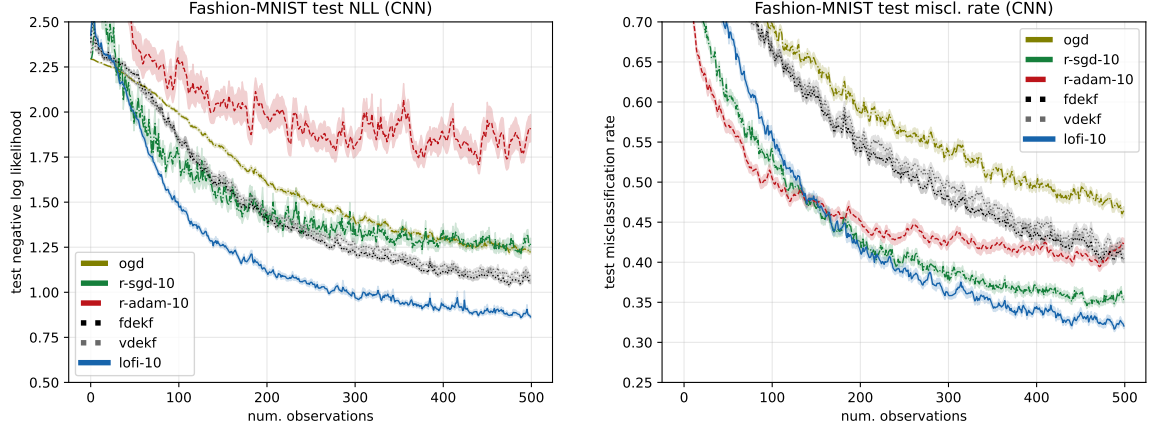 Fashion-MNIST test NLL (CNN)
2.50
2.25
2.00
1.75
1.50
1.25
1.00
0.75
0.50
test negative log likelihood
ogd
r-sgd-10
r-adam-10
fdekf
vdekf
lofi-10
0
100
200
300
400
500
num. observations
Fashion-MNIST test miscl. rate (CNN)
0.70
0.65
0.60
0.55
0.50
0.45
0.40
0.35
0.30
0.25
test misclassification rate
ogd
r-sgd-10
r-adam-10
fdekf
vdekf
lofi-10
0
100
200
300
400
500
num. observations